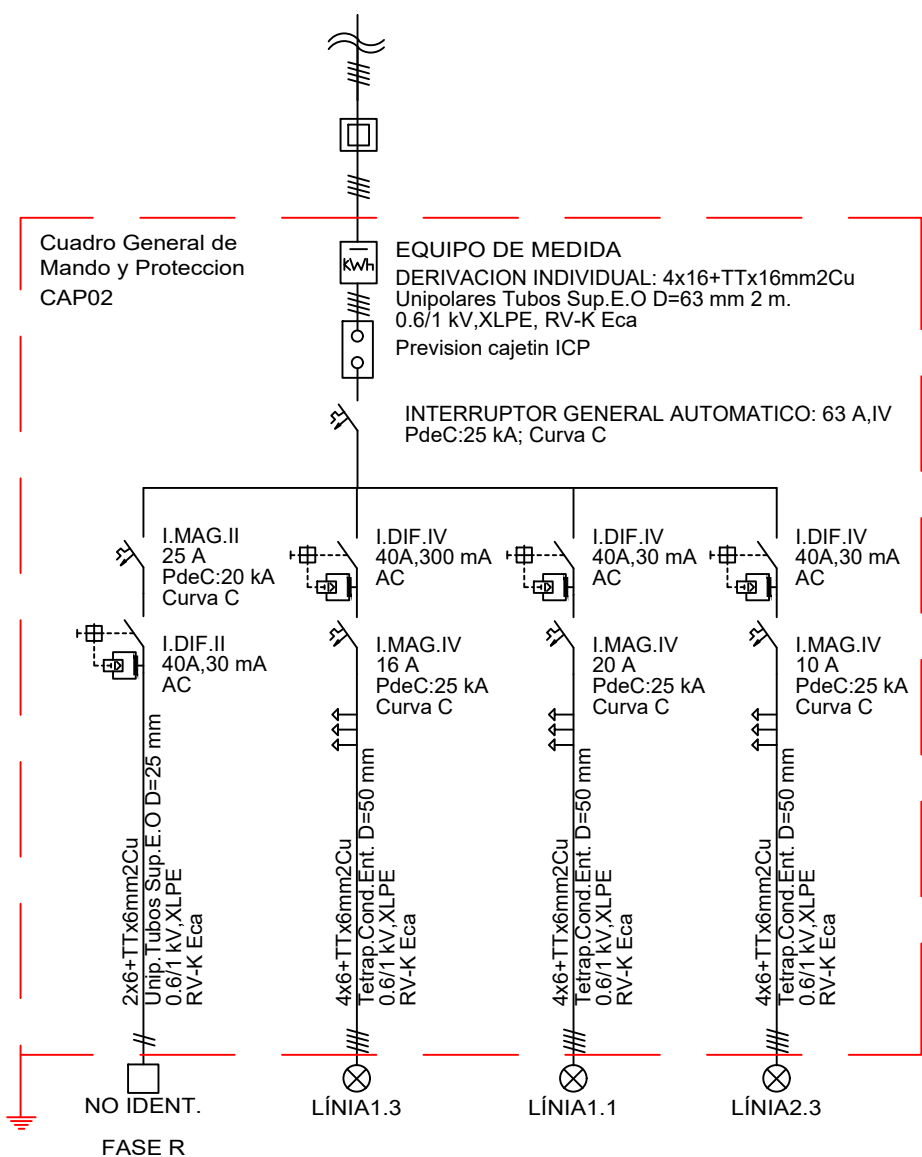 Cuadro General de
Mando y Proteccion
CAP02
KWh
EQUIPO DE MEDIDA
DERIVACION INDIVIDUAL: 4x16+TTx16mm2Cu
Unipolares Tubos Sup.E.O D=63 mm 2 m.
0.6/1 kV,XLPE, RV-K Eca
Prevision cajetin ICP
INTERRUPTOR GENERAL AUTOMATICO: 63 A,IV
PdeC:25 kA; Curva C
I.MAG.II
25 A
PdeC:20 kA
Curva C
I.DIF.II
40A,30 mA
AC
2x6+TTx6mm2Cu
Unip.Tubos Sup.E.O D=25 mm
0.6/1 kV,XLPE
RV-K Eca
NO IDENT.
FASE R
I.DIF.IV
40A,300 mA
AC
I.MAG.IV
16 A
PdeC:25 kA
Curva C
4x6+TTx6mm2Cu
Tetrap.Cond.Ent. D=50 mm
0.6/1 kV,XLPE
RV-K Eca
LÍNIA1.3
I.DIF.IV
40A,30 mA
AC
I.MAG.IV
20 A
PdeC:25 kA
Curva C
4x6+TTx6mm2Cu
Tetrap.Cond.Ent. D=50 mm
0.6/1 kV,XLPE
RV-K Eca
LÍNIA1.1
I.DIF.IV
40A,30 mA
AC
I.MAG.IV
10 A
PdeC:25 kA
Curva C
4x6+TTx6mm2Cu
Tetrap.Cond.Ent. D=50 mm
0.6/1 kV,XLPE
RV-K Eca
LÍNIA2.3